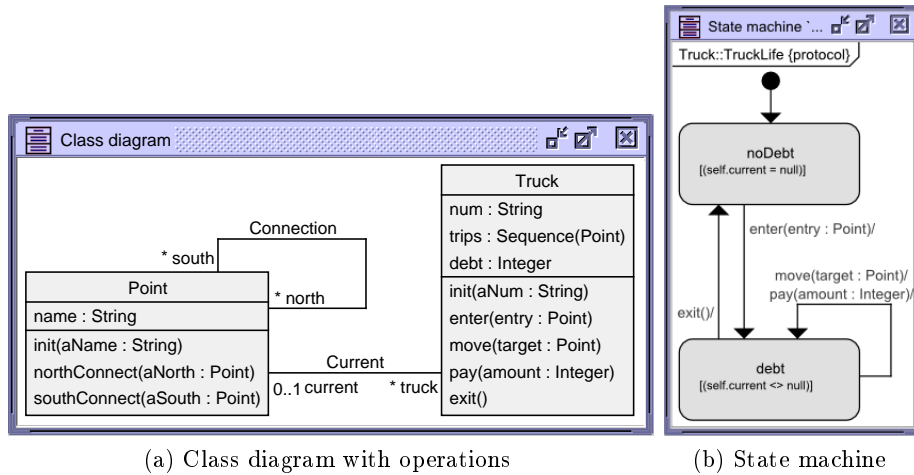 Class diagram
Connection
* south
* north
Point
name : String
init(aName : String)
northConnect(aNorth : Point)
southConnect(aSouth : Point)
Current
0..1 current
* truck
Truck
num : String
trips : Sequence(Point)
debt : Integer
init(aNum : String)
enter(entry : Point)
move(target : Point)
pay(amount : Integer)
exit()
(a) Class diagram with operations
State machine `...
Truck::TruckLife {protocol}
noDebt
[(self.current = null)]
enter(entry : Point)/
move(target : Point)/
pay(amount : Integer)/
exit()/
debt
[(self.current <> null)]
(b) State machine